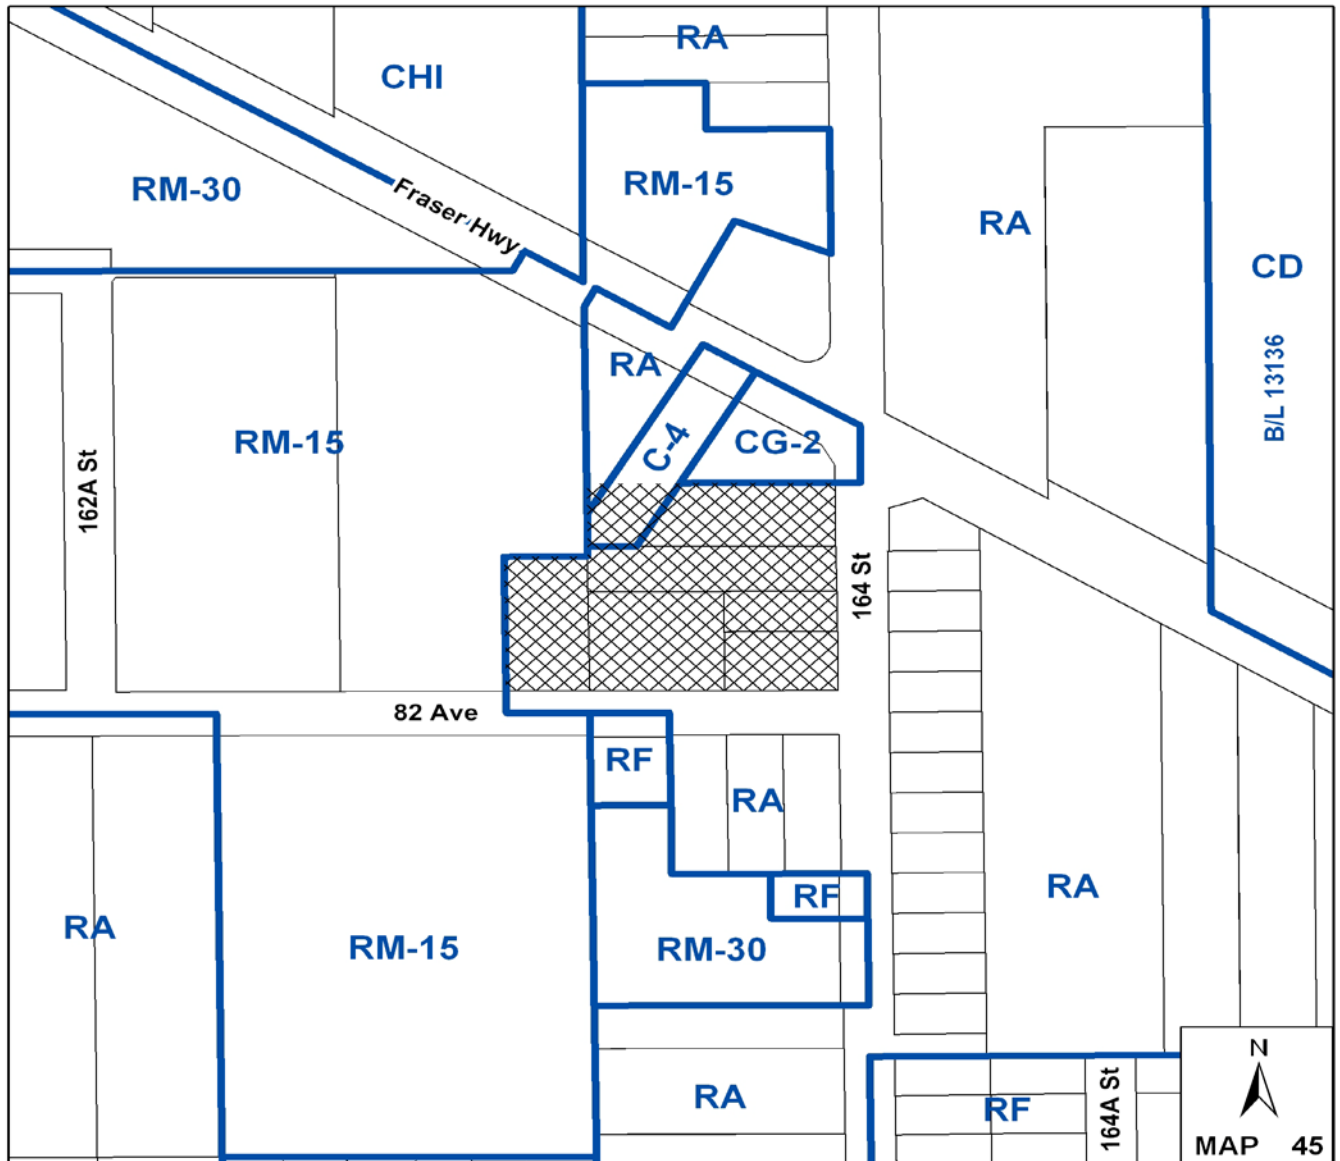 RA
CHI
RM-30
RM-15
Fraser Hwy
RA
CD
B/L 13136
RA
RM-15
C-4
CG-2
162A St
164 St
82 Ave
RF
RA
RA
RF
RA
RM-15
RM-30
RA
RF
164A St
N
MAP 45